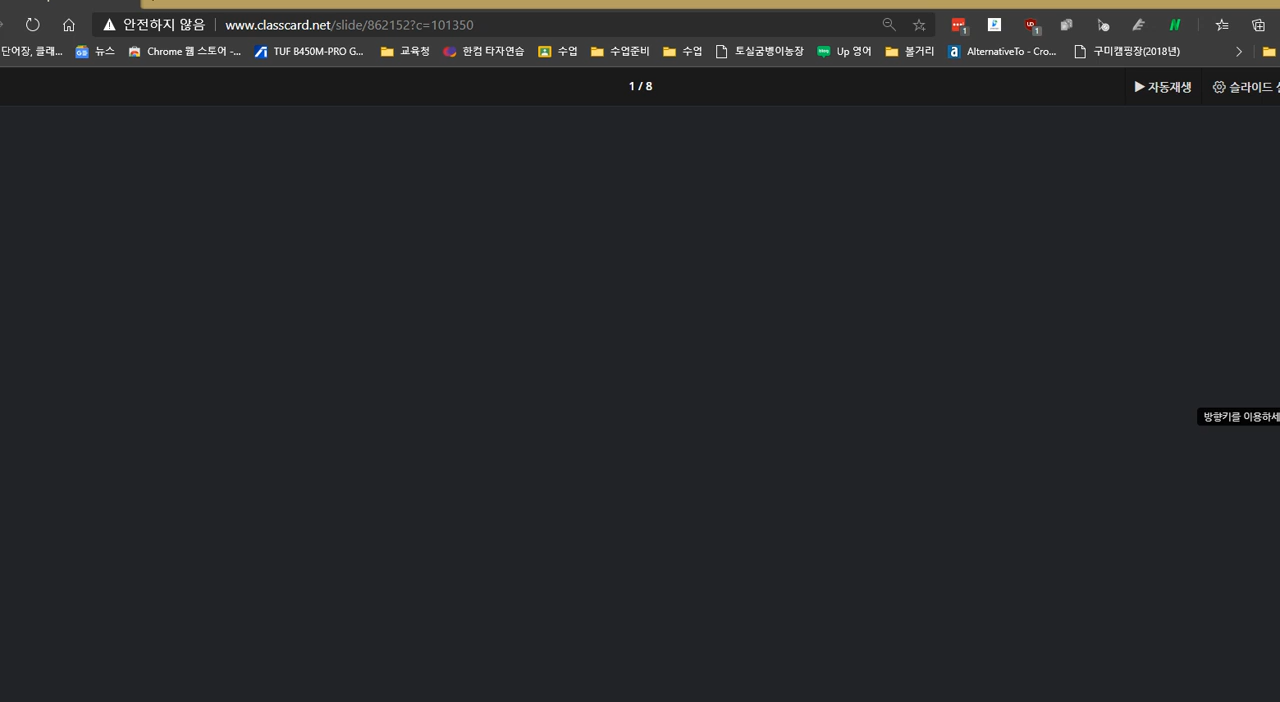 안전하지 않음 www.classcard.net/slide/862152?c=101350
단어장, 클래... 뉴스 Chrome 웹 스토어 -... TUF B450M-PRO G... 교육청 한컴 타자연습 수업 수업준비 수업 토실굼벵이농장 Up 영어 볼거리 AlternativeTo - Cro... 구미캠핑장(2018년)
1 / 8 ▶ 자동재생 슬라이드
방향키를 이용하세